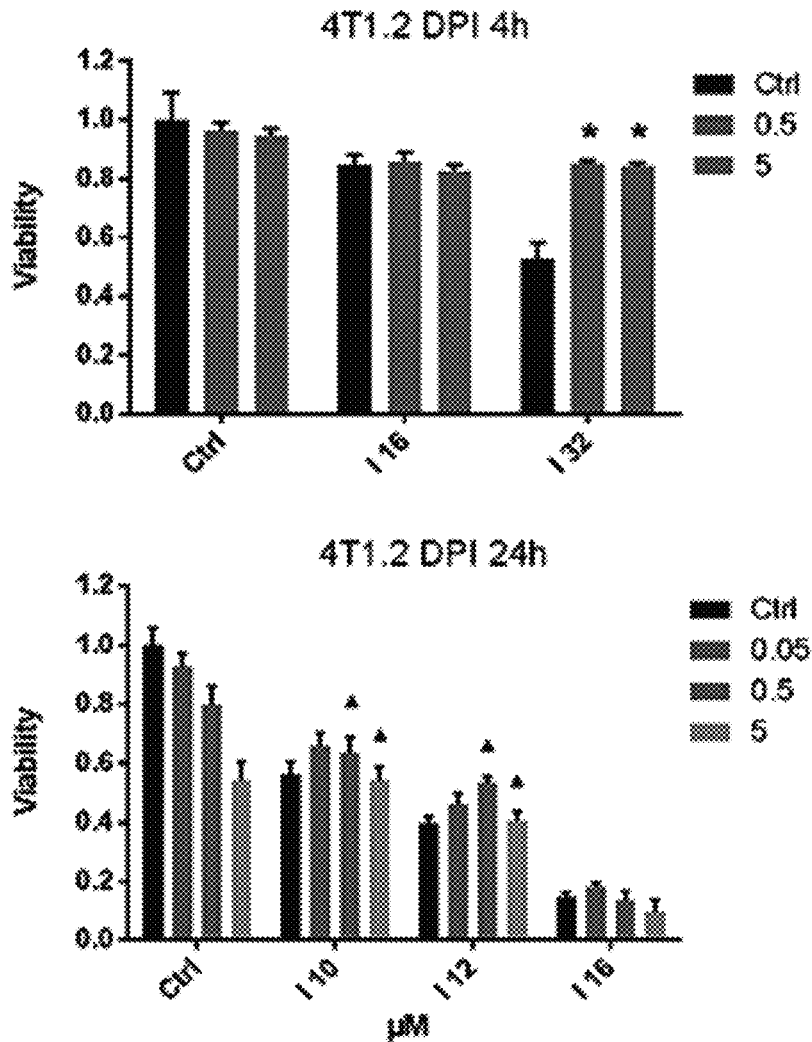 4T1.2 DPI 4h
Viability
1.2
1.0
0.8
0.6
0.4
0.2
0.0
* *
Ctrl
I 16
I 32
Ctrl
0.5
5
4T1.2 DPI 24h
Viability
1.2
1.0
0.8
0.6
0.4
0.2
0.0
Ctrl
I 10
I 12
I 16
µM
Ctrl
0.05
0.5
5